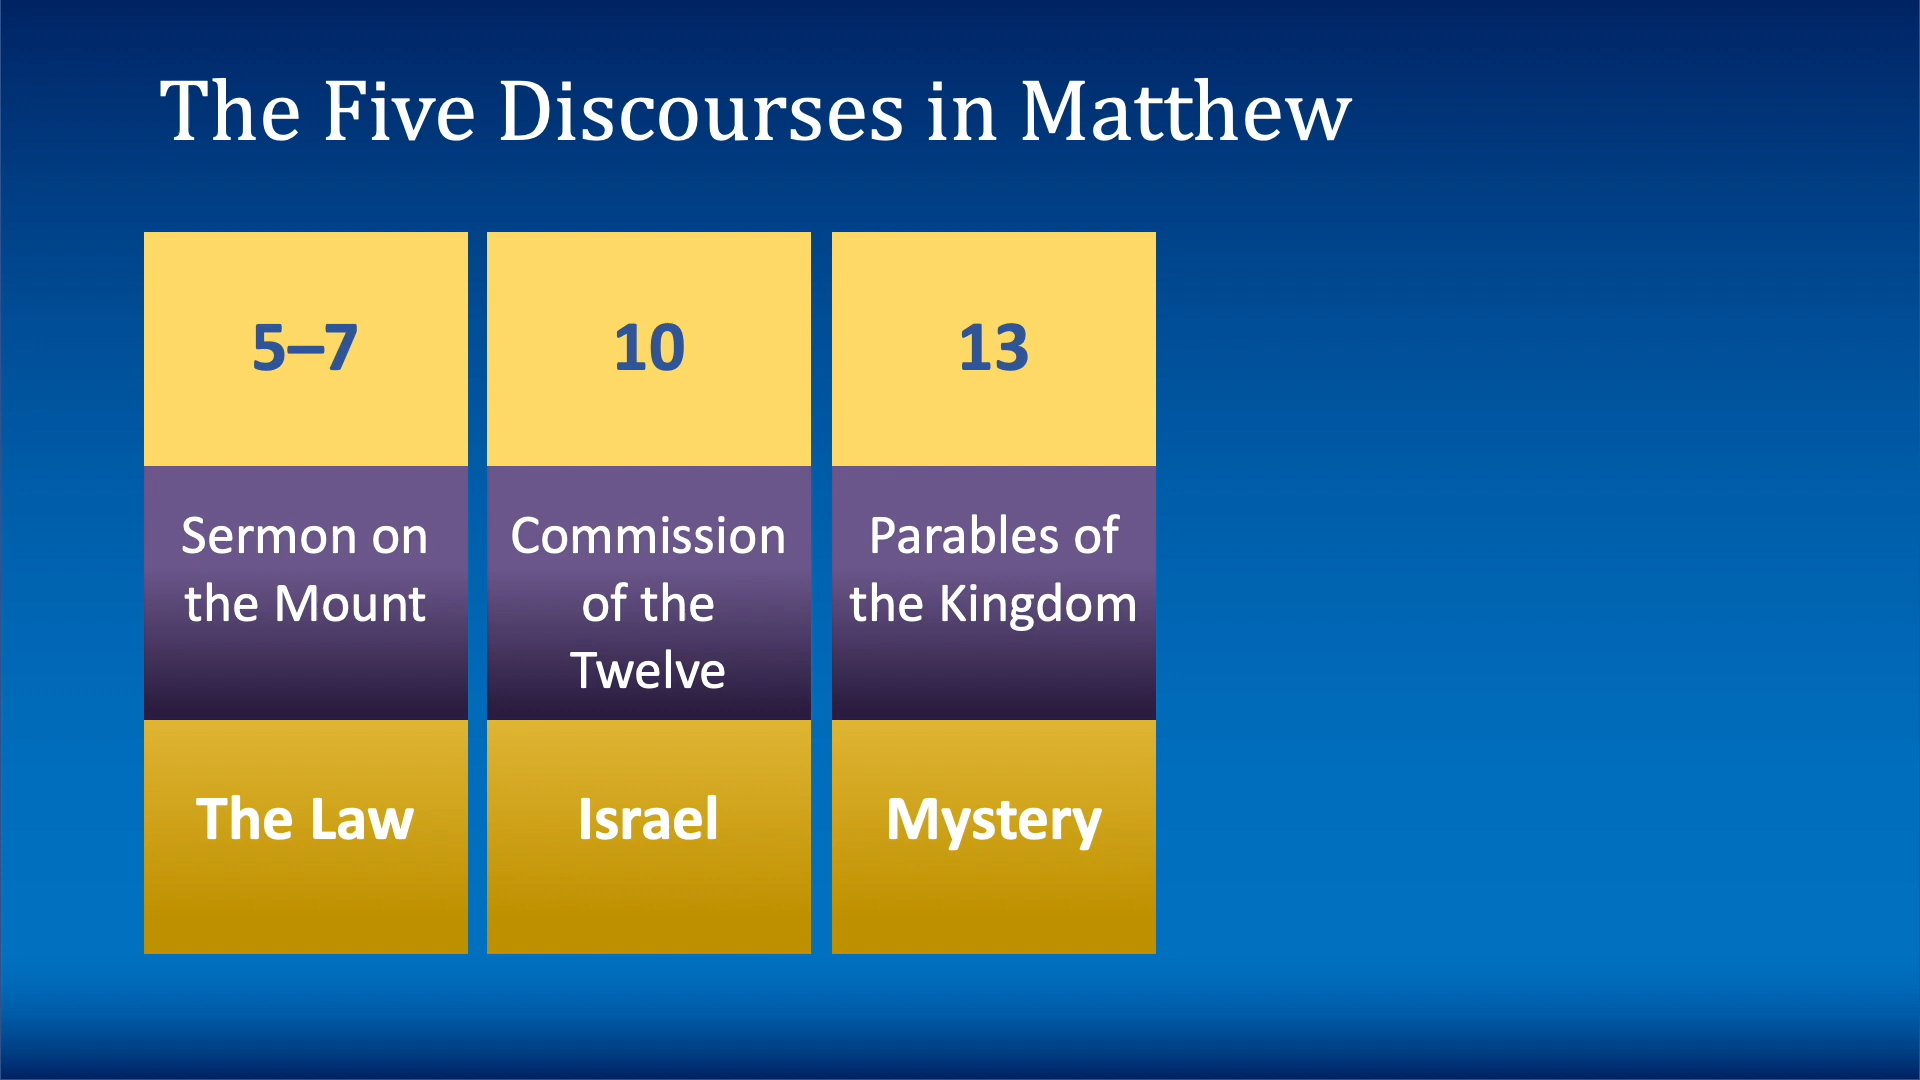 The Five Discourses in Matthew
5–7
Sermon on
the Mount
The Law
10
Commission
of the
Twelve
Israel
13
Parables of
the Kingdom
Mystery